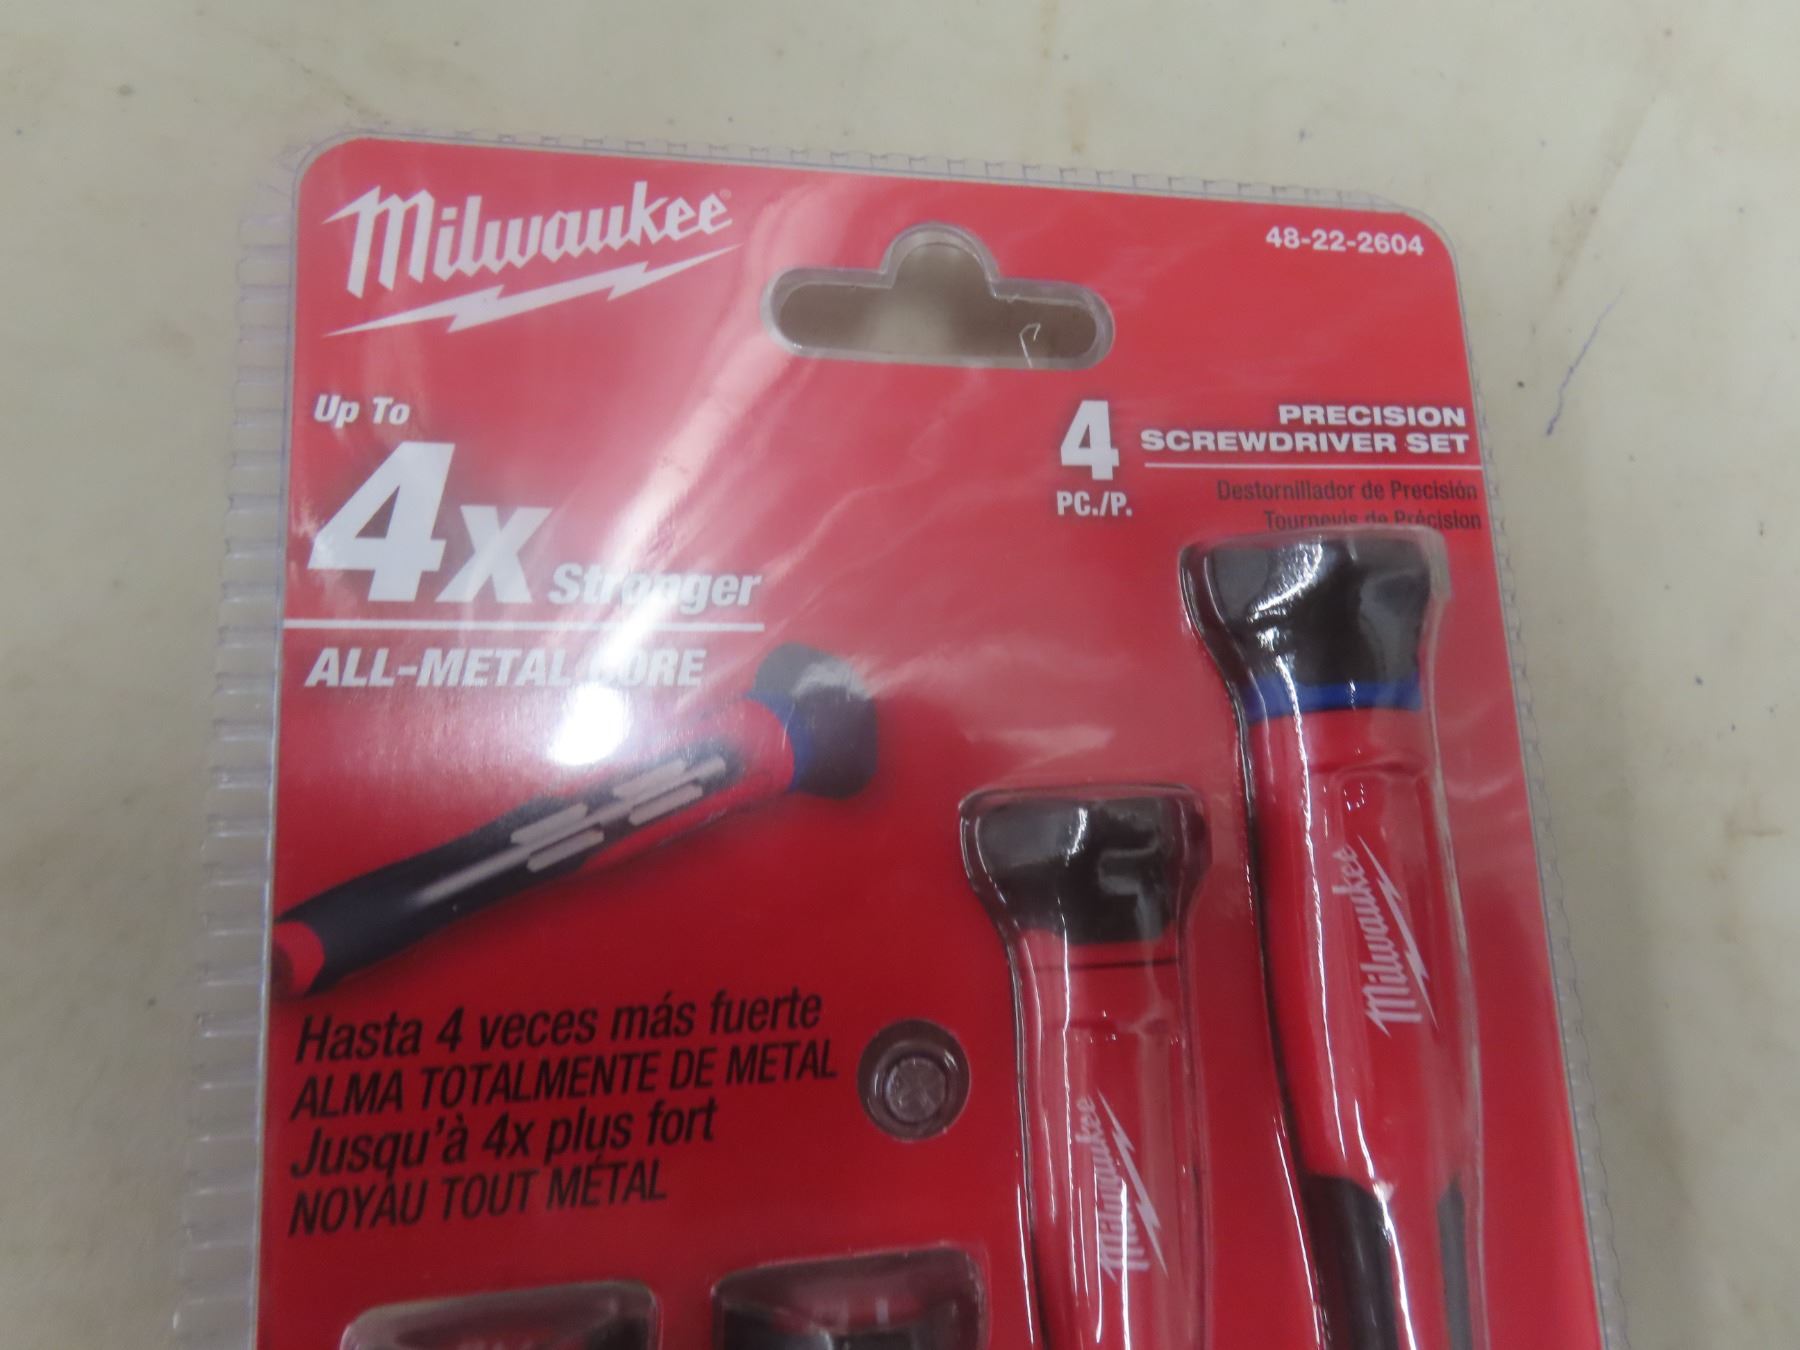 Milwaukee
48-22-2604
Up To
4X Stronger
ALL-METAL CORE
4
PC./P.
PRECISION
SCREWDRIVER SET
Destornillador de Precisión
Tournevis de Précision
Hasta 4 veces más fuerte
ALMA TOTALMENTE DE METAL
Jusqu'à 4x plus fort
NOYAU TOUT MÉTAL
Milwaukee
Milwaukee